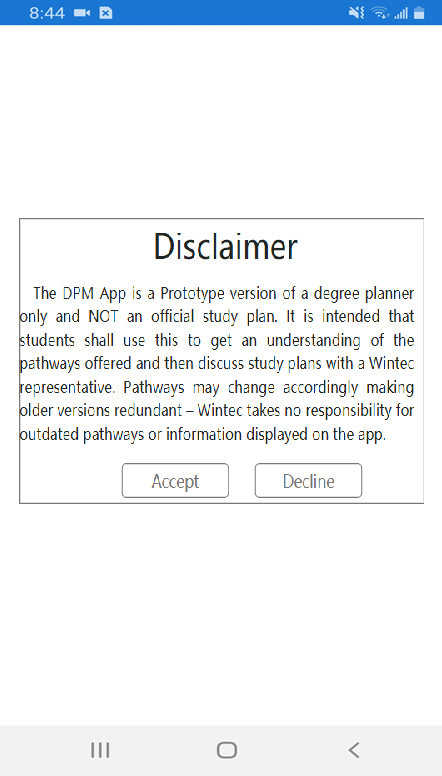 8:44
Disclaimer
The DPM App is a Prototype version of a degree planner
only and NOT an official study plan. It is intended that
students shall use this to get an understanding of the
pathways offered and then discuss study plans with a Wintec
representative. Pathways may change accordingly making
older versions redundant – Wintec takes no responsibility for
outdated pathways or information displayed on the app.
Accept Decline